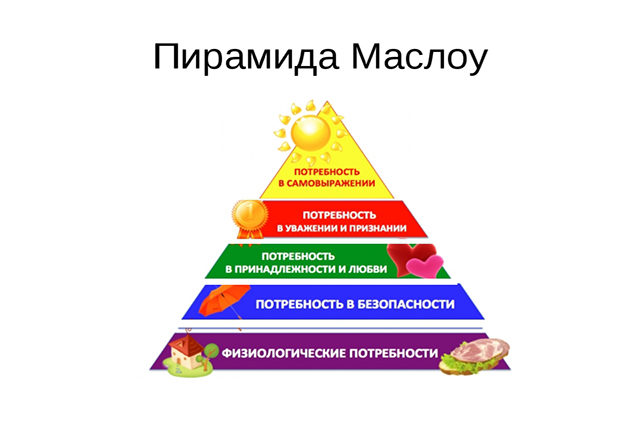 Пирамида Маслоу
ПОТРЕБНОСТЬ
В САМОВЫРАЖЕНИИ
ПОТРЕБНОСТЬ
В УВАЖЕНИИ И ПРИЗНАНИИ
ПОТРЕБНОСТЬ
В ПРИНАДЛЕЖНОСТИ И ЛЮБВИ
ПОТРЕБНОСТЬ В БЕЗОПАСНОСТИ
ФИЗИОЛОГИЧЕСКИЕ ПОТРЕБНОСТИ